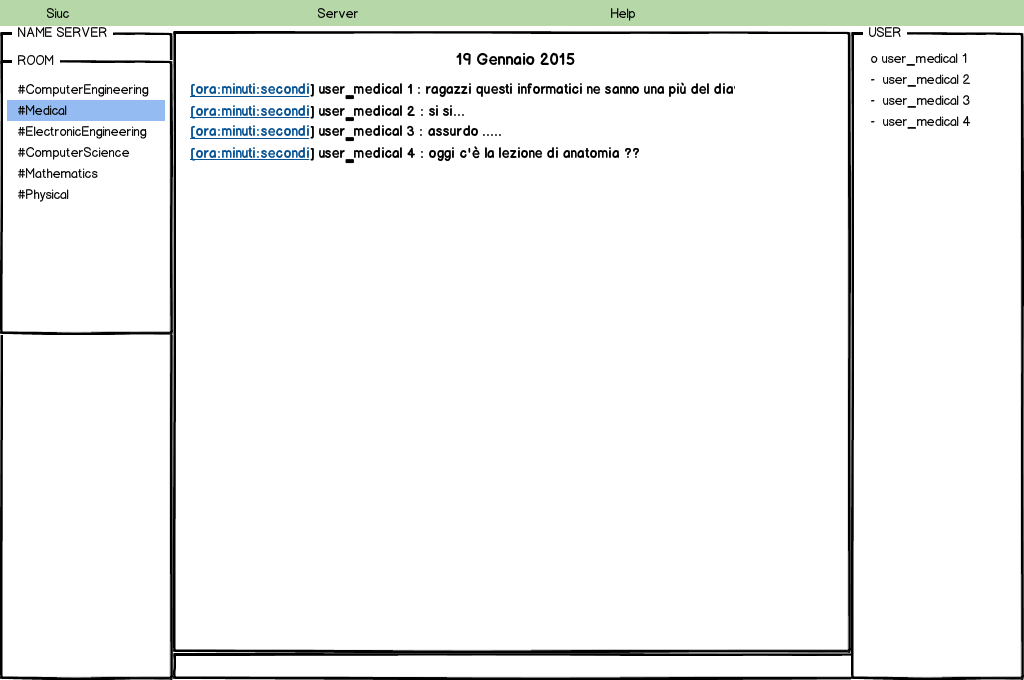 Siuc Server Help
NAME SERVER
ROOM
#ComputerEngineering
#Medical
#ElectronicEngineering
#ComputerScience
#Mathematics
#Physical
19 Gennaio 2015
[ora:minuti:secondi] user_medical 1 : ragazzi questi informatici ne sanno una più del
[ora:minuti:secondi] user_medical 2 : si si...
[ora:minuti:secondi] user_medical 3 : assurdo .....
[ora:minuti:secondi] user_medical 4 : oggi c'è la lezione di anatomia ??
USER
o user_medical 1
- user_medical 2
- user_medical 3
- user_medical 4